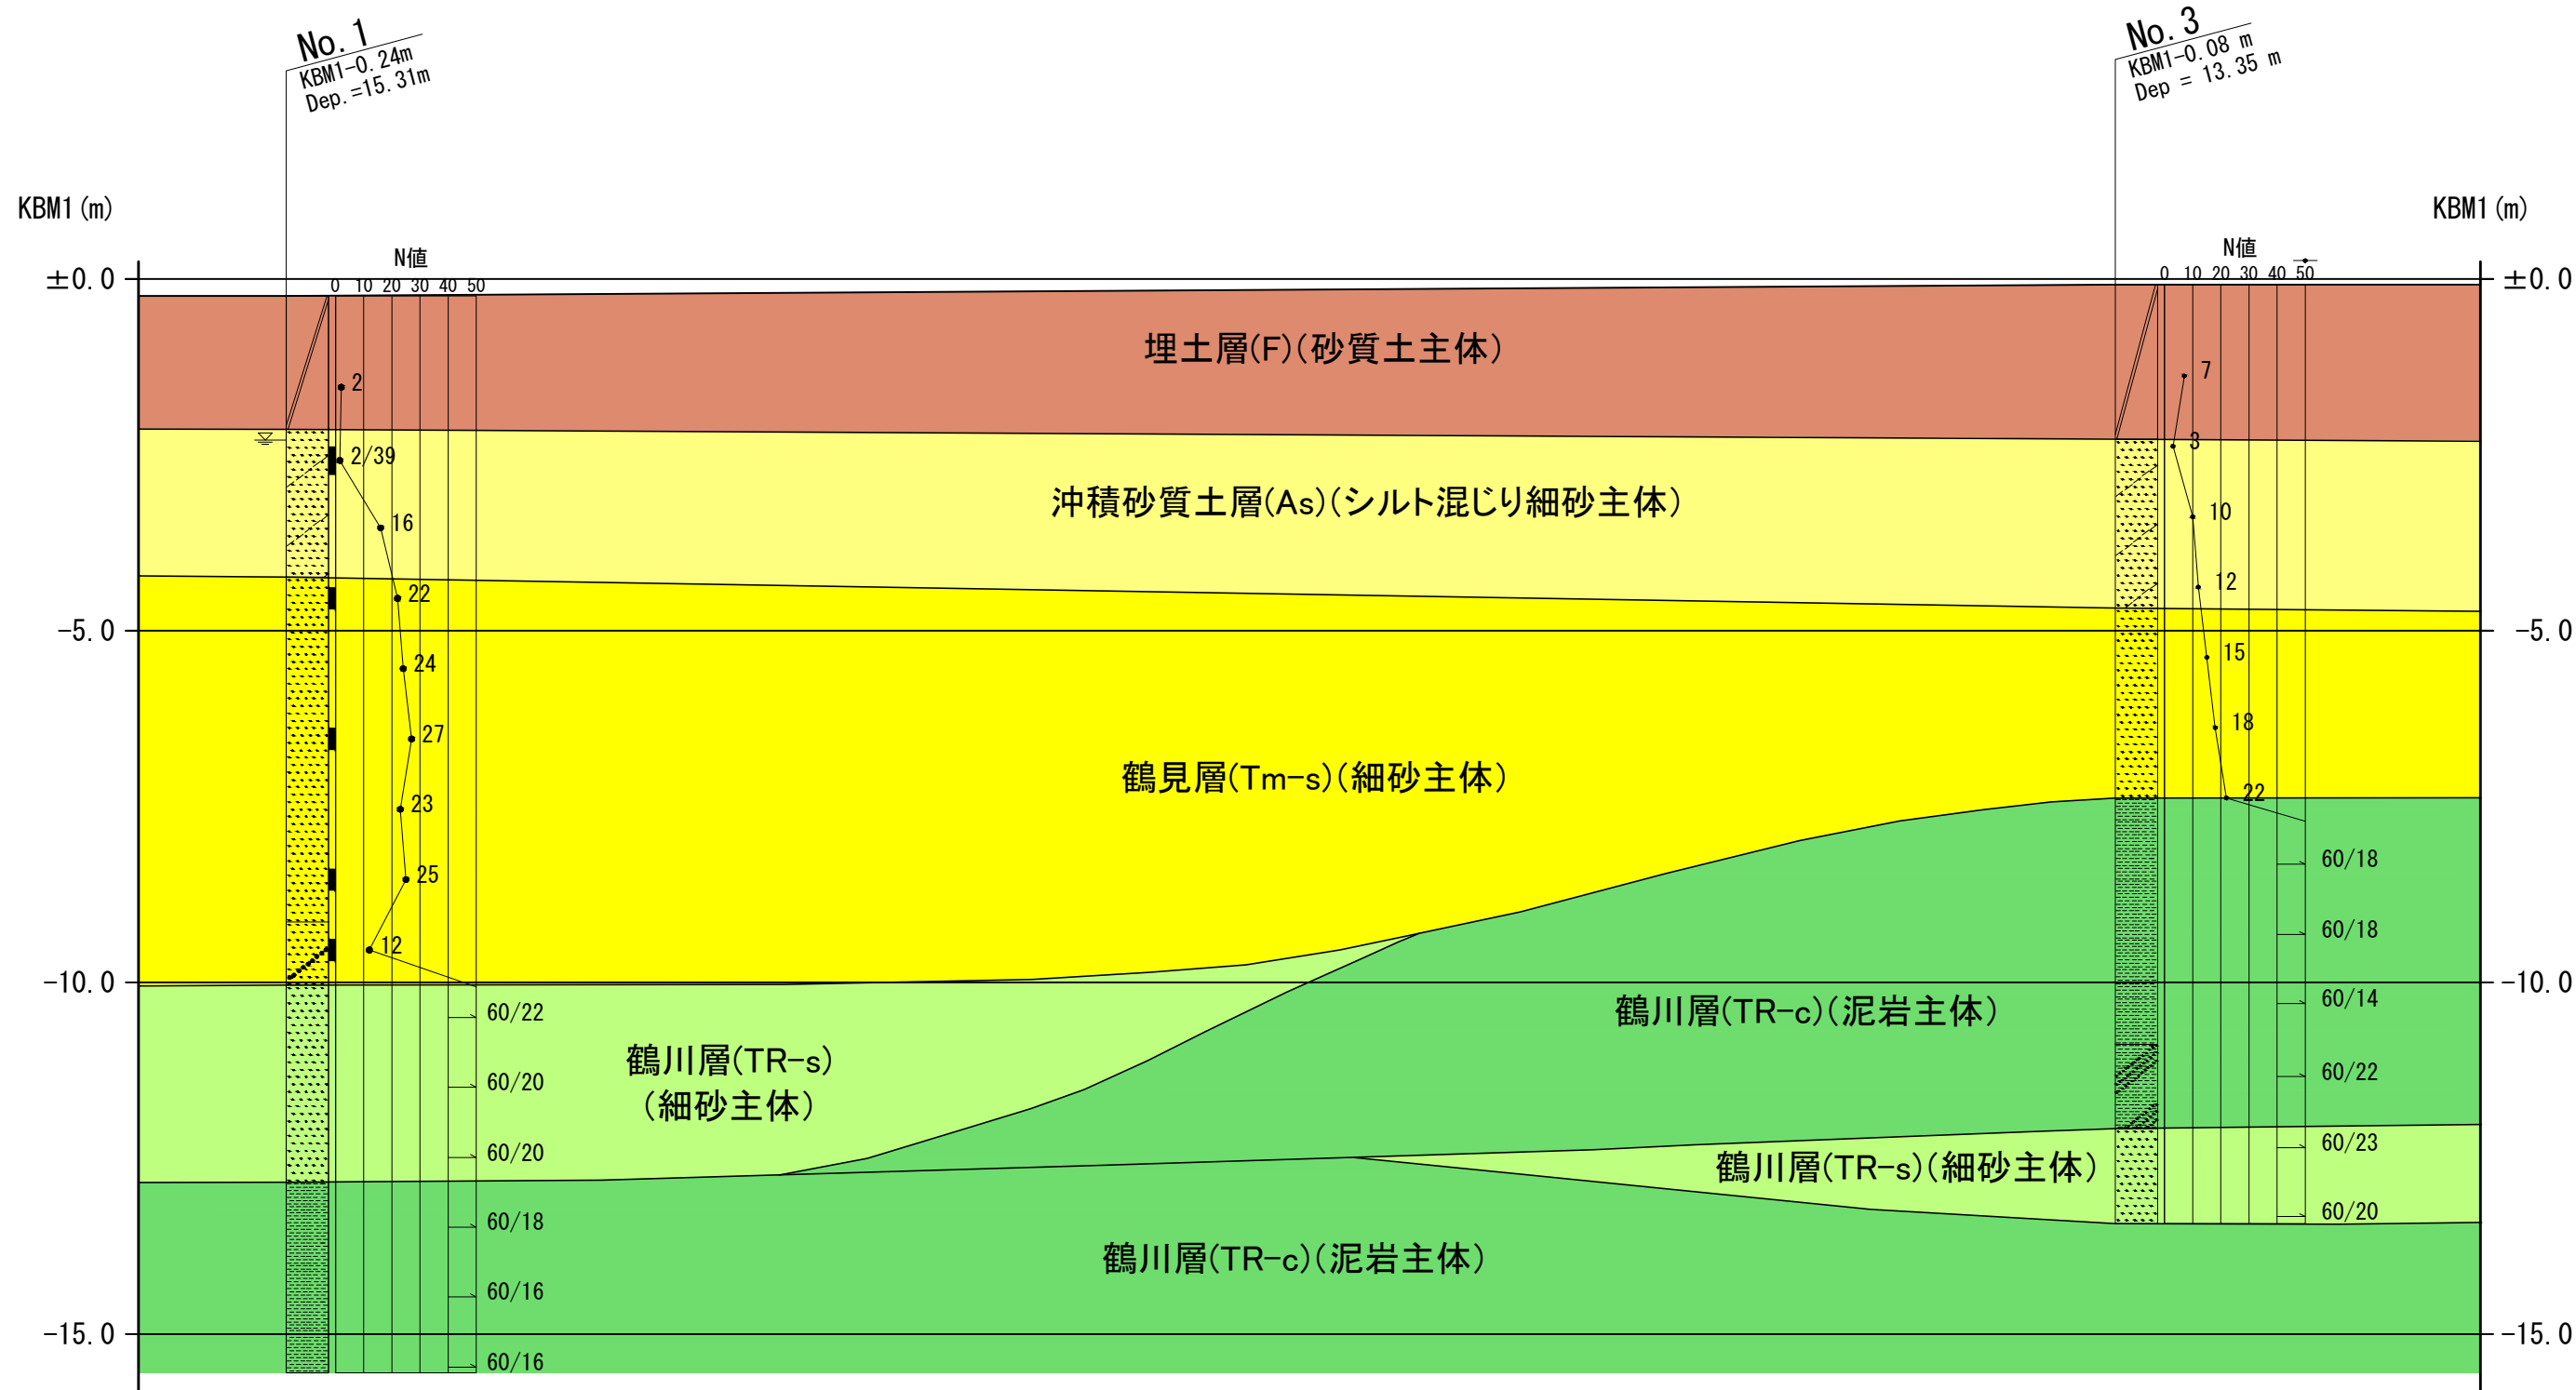 No.1
KBM1-0.24m
Dep.=15.31m
No.3
KBM1-0.08 m
Dep = 13.35 m
KBM1(m)
KBM1(m)
N値
N値
±0.0
0 10 20 30 40 50
0 10 20 30 40 50
±0.0
埋土層(F)(砂質土主体)
2
7
2/39
3
沖積砂質土層(As)(シルト混じり細砂主体)
16
10
22
12
-5.0
-5.0
24
15
27
18
鶴見層(Tm-s)(細砂主体)
23
22
25
60/18
12
60/18
-10.0
-10.0
60/22
鶴川層(TR-c)(泥岩主体)
60/14
鶴川層(TR-s)
(細砂主体)
60/20
60/22
60/20
鶴川層(TR-s)(細砂主体)
60/23
60/18
60/20
鶴川層(TR-c)(泥岩主体)
60/16
-15.0
-15.0
60/16